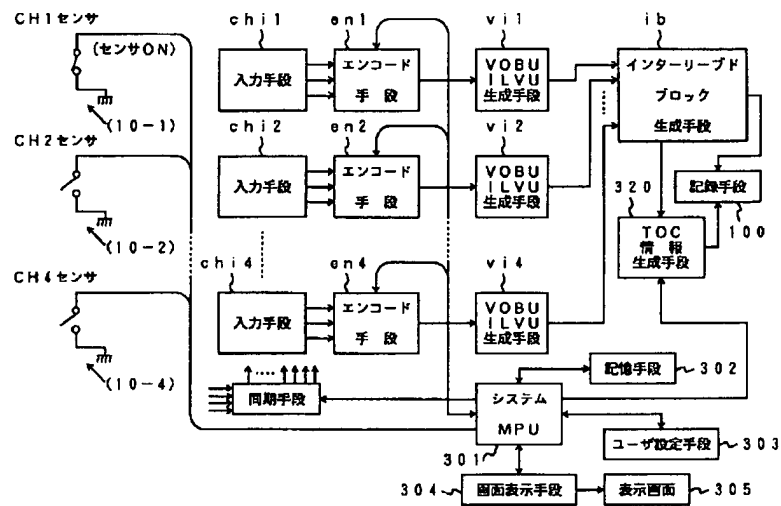 CH1センサ
(センサON)
(10-1)
CH2センサ
(10-2)
CH4センサ
(10-4)
chi1
入力手段
en1
エンコード
手段
vi1
VOBU
ILVU
生成手段
ib
インターリーブド
ブロック
生成手段
chi2
入力手段
en2
エンコード
手段
vi2
VOBU
ILVU
生成手段
320
TOC
情報
生成手段
記録手段
100
chi4
入力手段
en4
エンコード
手段
vi4
VOBU
ILVU
生成手段
同期手段
システム
MPU
301
記憶手段
302
ユーザ設定手段
303
304
画面表示手段
表示画面
305